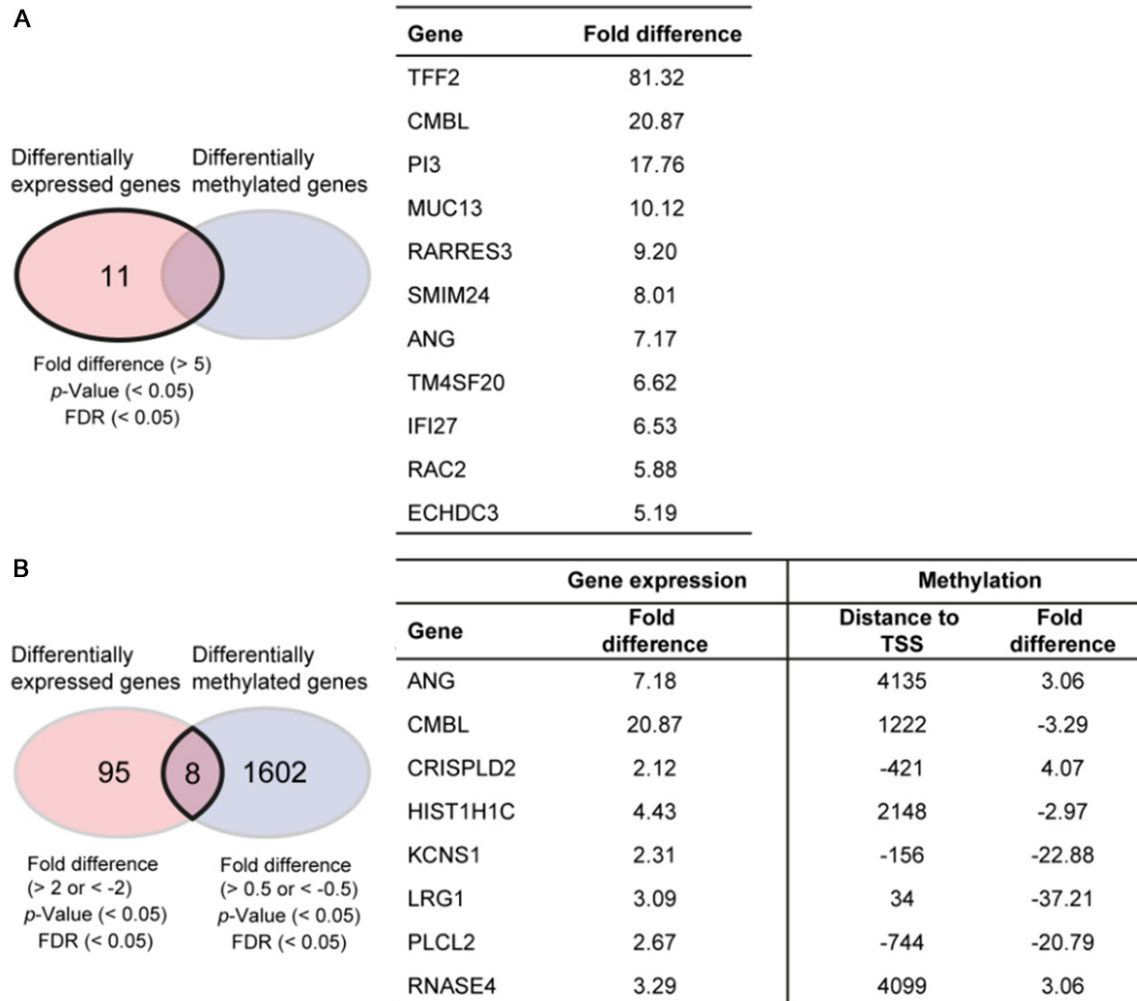 A
Differentially Differentially
expressed genes methylated genes
11
Fold difference (> 5)
p-Value (< 0.05)
FDR (< 0.05)
Gene Fold difference
TFF2 81.32
CMBL 20.87
PI3 17.76
MUC13 10.12
RARRES3 9.20
SMIM24 8.01
ANG 7.17
TM4SF20 6.62
IFI27 6.53
RAC2 5.88
ECHDC3 5.19
B
Differentially Differentially
expressed genes methylated genes
95 8 1602
Fold difference Fold difference
(> 2 or < -2) (> 0.5 or < -0.5)
p-Value (< 0.05) p-Value (< 0.05)
FDR (< 0.05) FDR (< 0.05)
Gene expression Methylation
Gene Fold difference Distance to TSS Fold difference
ANG 7.18 4135 3.06
CMBL 20.87 1222 -3.29
CRISPLD2 2.12 -421 4.07
HIST1H1C 4.43 2148 -2.97
KCNS1 2.31 -156 -22.88
LRG1 3.09 34 -37.21
PLCL2 2.67 -744 -20.79
RNASE4 3.29 4099 3.06